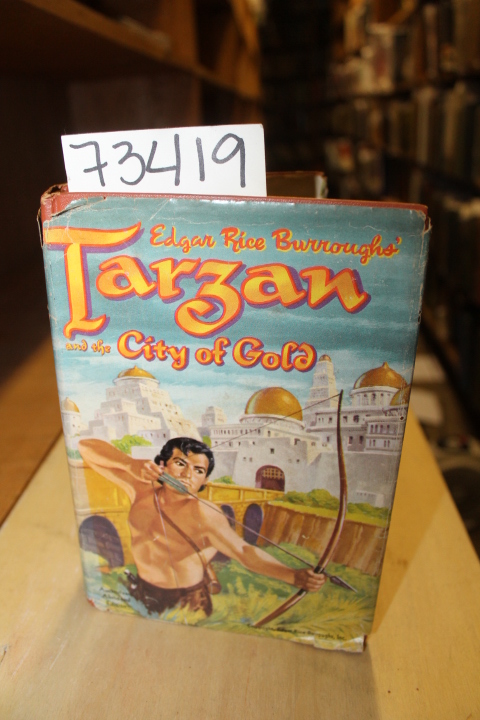 73419
Edgar Rice Burroughs'
Tarzan
and the City of Gold